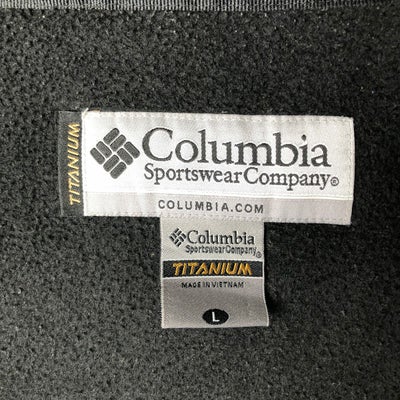 TITANIUM
Columbia
Sportswear Company®
COLUMBIA.COM
Columbia
Sportswear Company®
TITANIUM
MADE IN VIETNAM
L